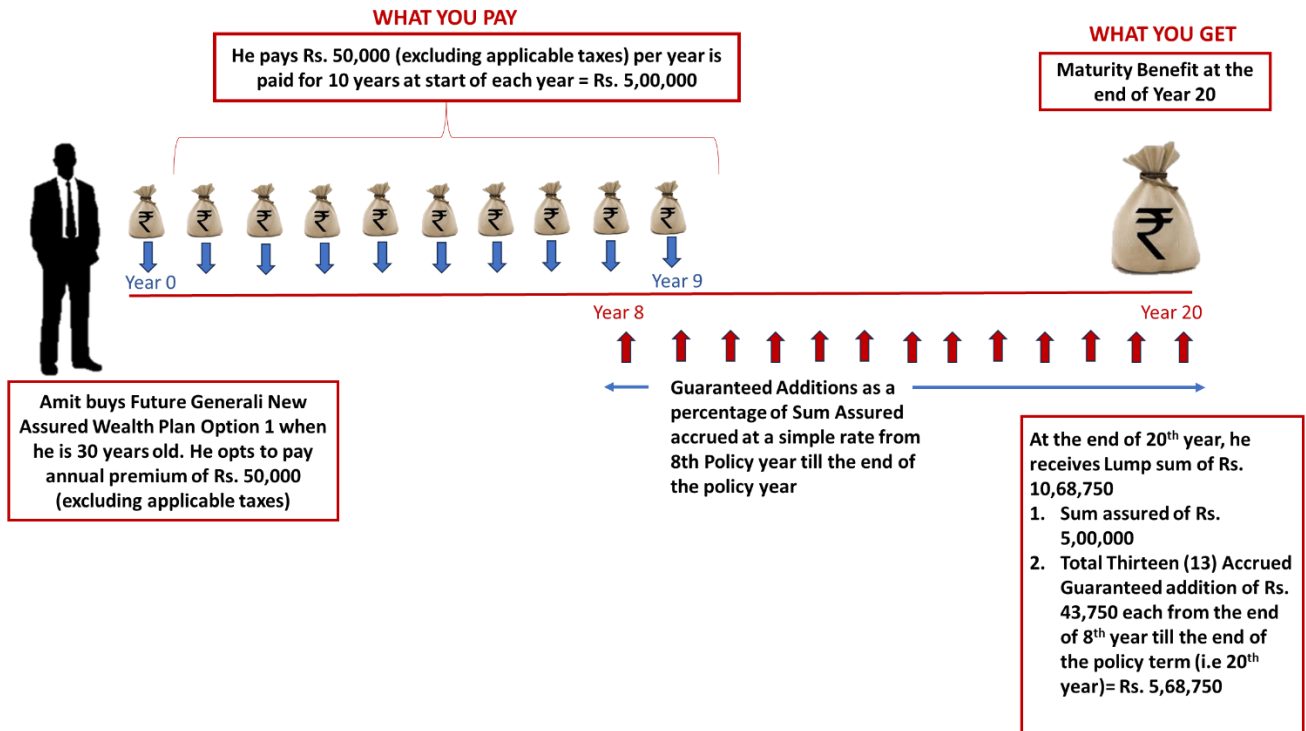 WHAT YOU PAY
He pays Rs. 50,000 (excluding applicable taxes) per year is
paid for 10 years at start of each year = Rs. 5,00,000
WHAT YOU GET
Maturity Benefit at the
end of Year 20
₹ ₹ ₹ ₹ ₹ ₹ ₹ ₹ ₹ ₹
₹
Year 0
Year 9
Year 8
Year 20
Amit buys Future Generali New
Assured Wealth Plan Option 1 when
he is 30 years old. He opts to pay
annual premium of Rs. 50,000
(excluding applicable taxes)
Guaranteed Additions as a
percentage of Sum Assured
accrued at a simple rate from
8th Policy year till the end of
the policy year
At the end of 20th year, he
receives Lump sum of Rs.
10,68,750
1. Sum assured of Rs.
5,00,000
2. Total Thirteen (13) Accrued
Guaranteed addition of Rs.
43,750 each from the end
of 8th year till the end of
the policy term (i.e 20th
year)= Rs. 5,68,750